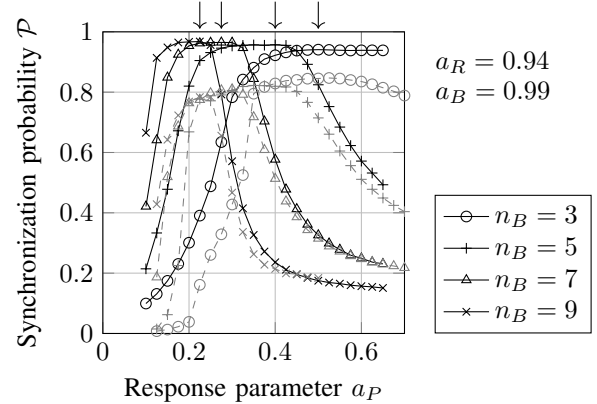 Synchronization probability 𝒫
1
0.8
0.6
0.4
0.2
0
0 0.2 0.4 0.6
Response parameter a_P
a_R = 0.94
a_B = 0.99
n_B = 3
n_B = 5
n_B = 7
n_B = 9